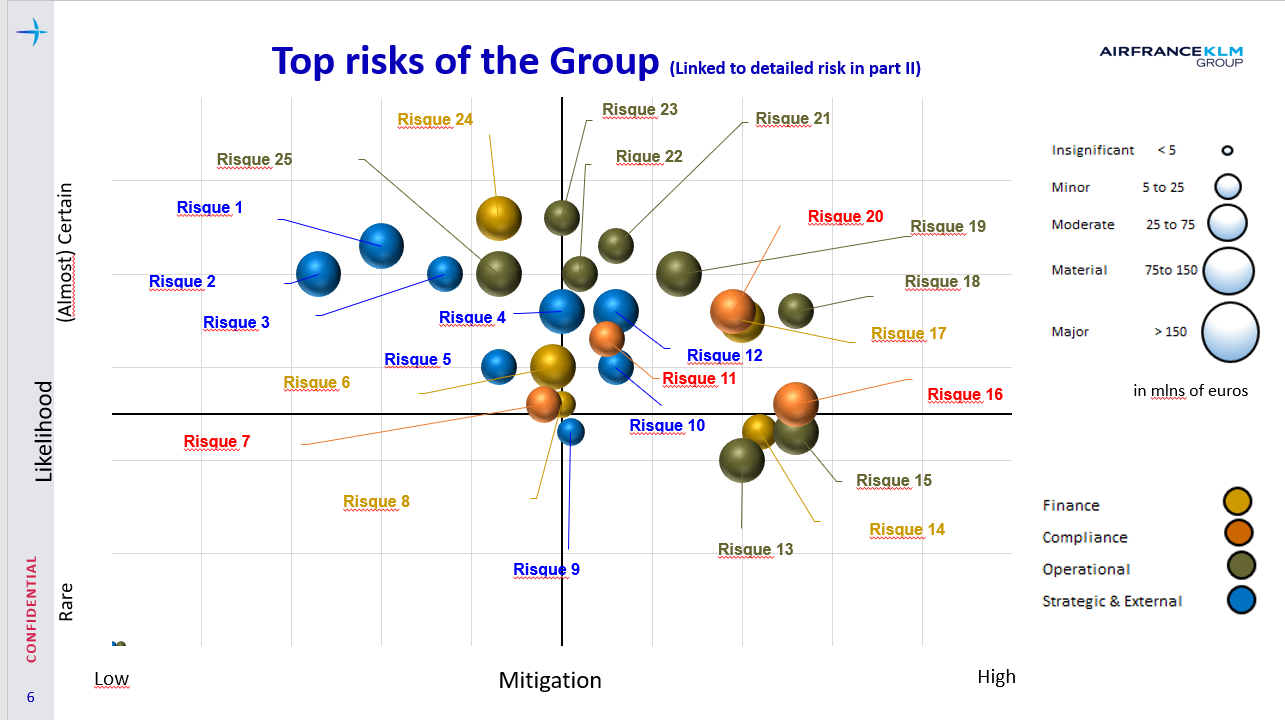 Top risks of the Group (Linked to detailed risk in part II)
AIRFRANCEKLM
GROUP
Risque 23
Risque 24
Risque 21
Risque 25
Rique 22
Risque 1
Risque 20
Risque 19
Risque 2
Risque 18
Risque 3
Risque 4
Risque 17
Risque 5
Risque 12
Risque 6
Risque 11
Risque 16
Risque 10
Risque 7
Risque 15
Risque 8
Risque 14
Risque 13
Risque 9
(Almost) Certain
Likelihood
Rare
Low
Mitigation
High
Insignificant < 5
Minor 5 to 25
Moderate 25 to 75
Material 75to 150
Major > 150
in mlns of euros
Finance
Compliance
Operational
Strategic & External
CONFIDENTIAL
6